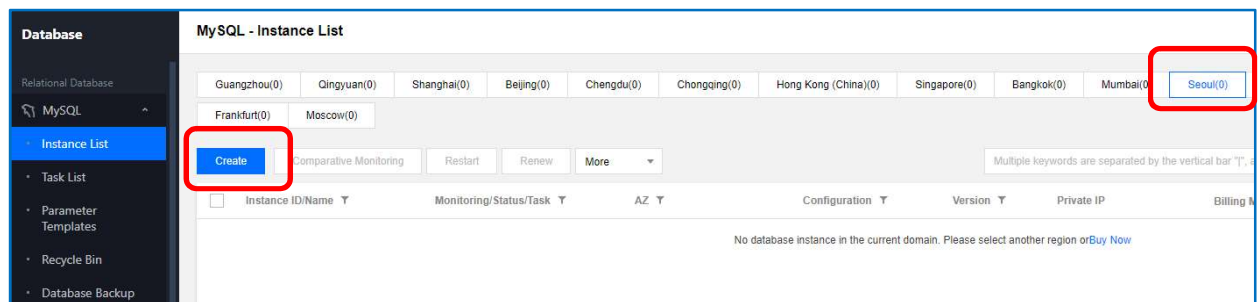 Database
MySQL - Instance List
Relational Database
Guangzhou(0) Qingyuan(0) Shanghai(0) Beijing(0) Chengdu(0) Chongqing(0) Hong Kong (China)(0) Singapore(0) Bangkok(0) Mumbai(0 Seoul(0)
MySQL
Frankfurt(0) Moscow(0)
Instance List
Create Comparative Monitoring Restart Renew More Multiple keywords are separated by the vertical bar "|", a
Task List
Instance ID/Name Monitoring/Status/Task AZ Configuration Version Private IP Billing
Parameter
Templates
No database instance in the current domain. Please select another region orBuy Now
Recycle Bin
Database Backup